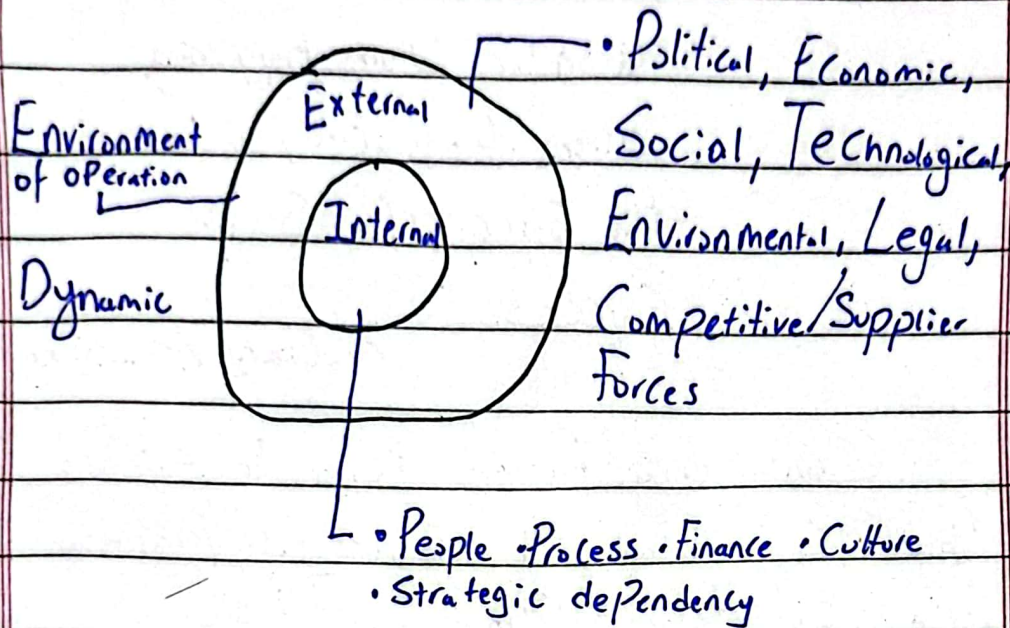 External
Internal
Environment
of operation
Dynamic
• Political, Economic,
Social, Technological,
Environmental, Legal,
Competitive/Supplier
Forces
• People • Process • Finance • Culture
• Strategic dependency